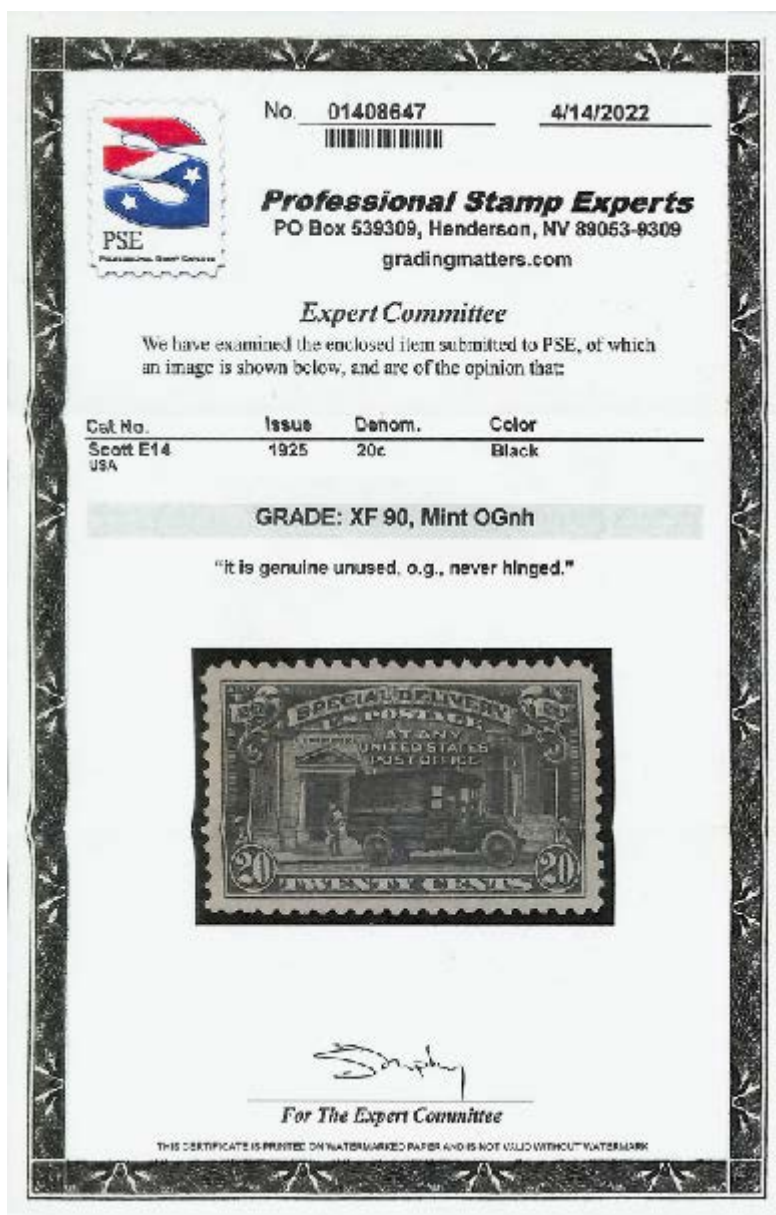 No. 01408647 4/14/2022
PSE
Professional Stamp Experts
PO Box 539309, Henderson, NV 89053-9309
gradingmatters.com
Expert Committee
We have examined the enclosed item submitted to PSE, of which
an image is shown below, and are of the opinion that:
Cat No. Issue Denom. Color
Scott E14 1925 20c Black
USA
GRADE: XF 90, Mint OGnh
"it is genuine unused, o.g., never hinged."
20 SPECIAL DELIVERY 20
U.S. POSTAGE
AT ANY
UNITED STATES
POST OFFICE
20 TWENTY CENTS 20
For The Expert Committee
THIS CERTIFICATE IS PRINTED ON WATERMARKED PAPER AND IS NOT VALID WITHOUT WATERMARK